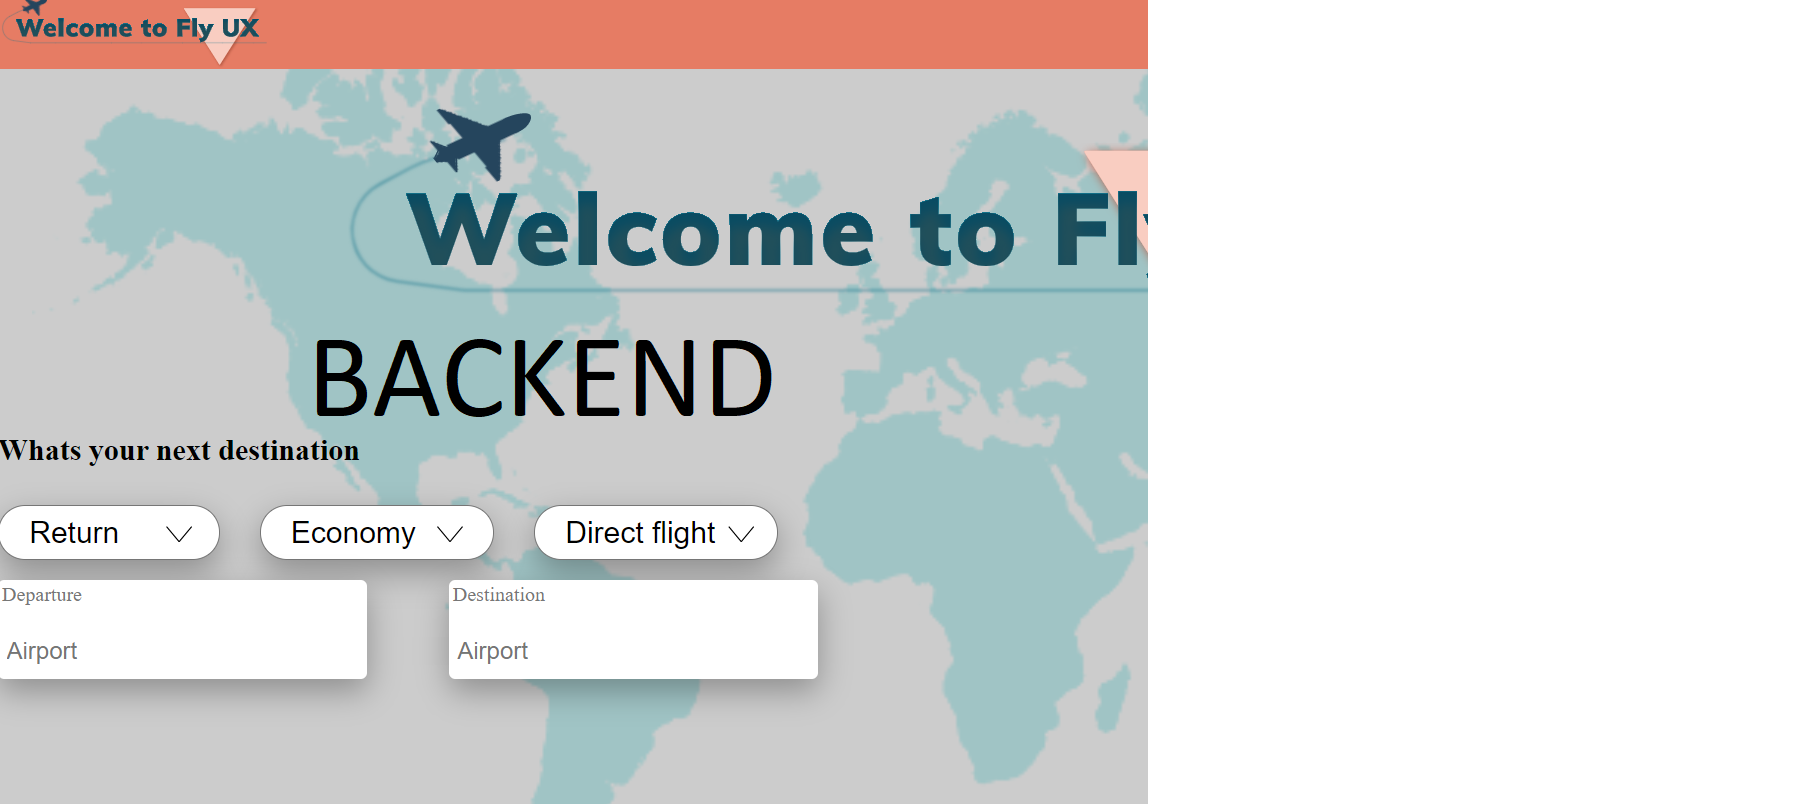 Welcome to Fly UX
Welcome to Fl
BACKEND
Whats your next destination
Return
Economy
Direct flight
Departure
Destination
Airport
Airport